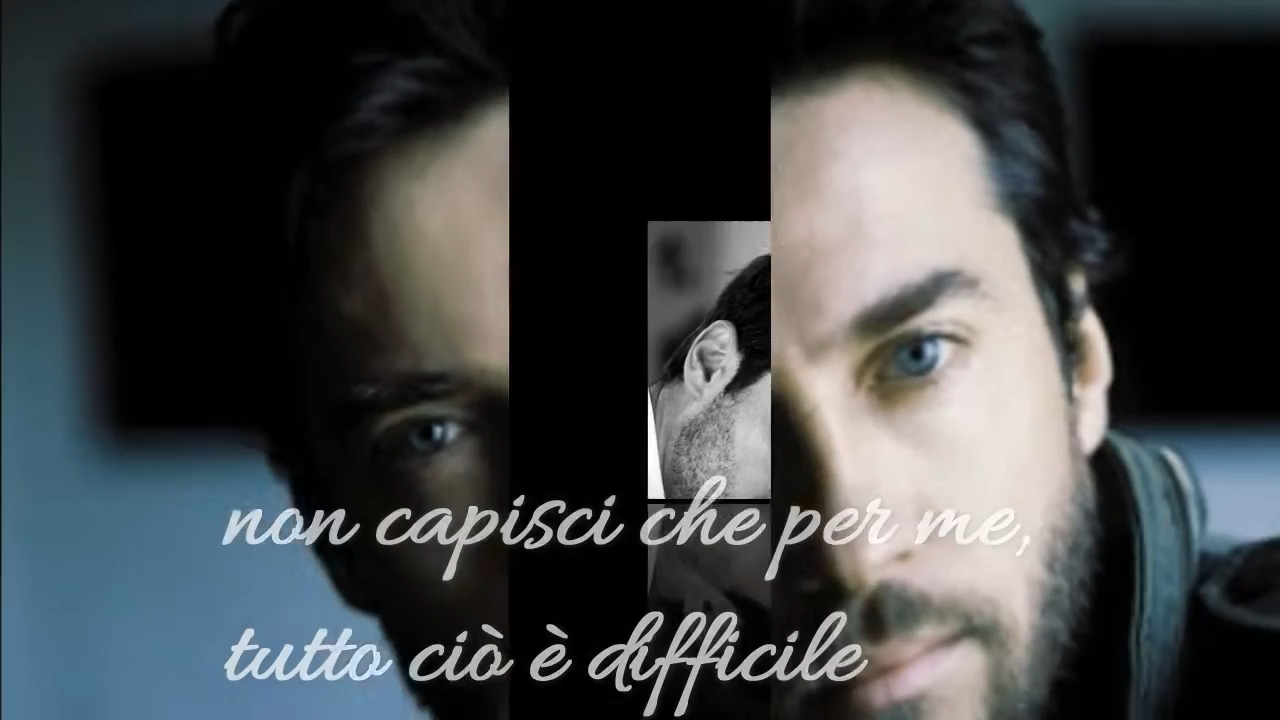 non capisci che per me,
tutto ciò è difficile